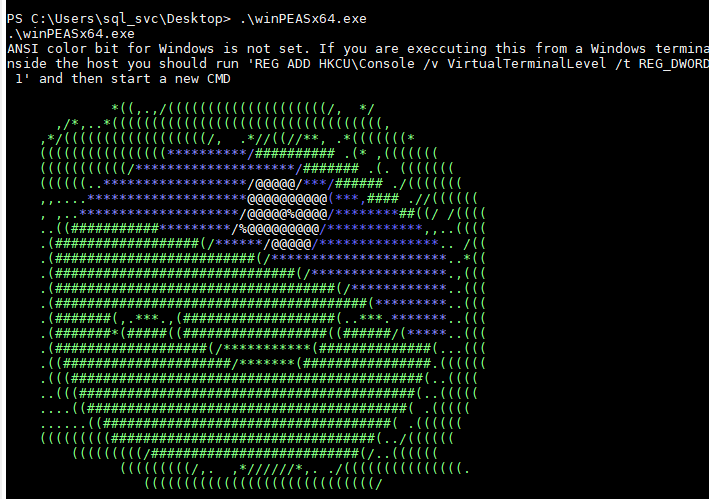 PS C:\Users\sql_svc\Desktop> .\winPEASx64.exe
.\winPEASx64.exe
ANSI color bit for Windows is not set. If you are execcuting this from a Windows termina
nside the host you should run 'REG ADD HKCU\Console /v VirtualTerminalLevel /t REG_DWORD
1' and then start a new CMD